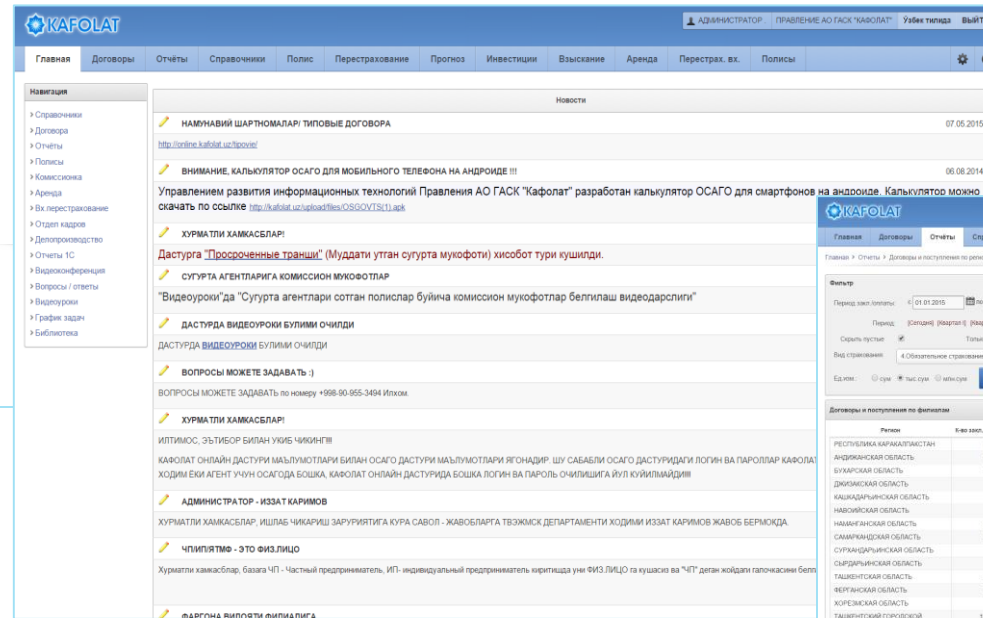 KAFOLAT
АДМИНИСТРАТОР ПРАВЛЕНИЕ АО ГАСК "КАФОЛАТ" Ўзбек тилида
Главная Договоры Отчёты Справочники Полис Перестрахование Прогноз Инвестиции Взыскание Аренда Перестрах. вх. Полисы
Навигация
Новости
> Справочники
> Договора
> Отчёты
> Полисы
> Комиссионка
> Аренда
> Вх.перестрахование
> Отдел кадров
> Делопроизводство
> Отчеты 1С
> Видеоконференция
> Вопросы / ответы
> Видеоуроки
> График задач
> Библиотека
НАМУНАВИЙ ШАРТНОМАЛАР/ ТИПОВЫЕ ДОГОВОРА 07.05.2015
http://online.kafolat.uz/tipovie/
ВНИМАНИЕ, КАЛЬКУЛЯТОР ОСАГО ДЛЯ МОБИЛЬНОГО ТЕЛЕФОНА НА АНДРОИДЕ !!! 06.08.2014
Управлением развития информационных технологий Правления АО ГАСК "Кафолат" разработан калькулятор ОСАГО для смартфонов на андроиде. Калькулятор можно
скачать по ссылке http://kafolat.uz/upload/files/OSGOVTS(1).apk
ХУРМАТЛИ ХАМКАСБЛАР!
Дастурга "Просроченные транши" (Муддати утган сугурта мукофоти) хисобот тури кушилди.
СУГУРТА АГЕНТЛАРИГА КОМИССИОН МУКОФОТЛАР
"Видеоуроки"да "Сугурта агентлари сотган полислар буйича комиссион мукофотлар белгилаш видеодарслиги"
ДАСТУРДА ВИДЕОУРОКИ БУЛИМИ ОЧИЛДИ
ДАСТУРДА ВИДЕОУРОКИ БУЛИМИ ОЧИЛДИ
ВОПРОСЫ МОЖЕТЕ ЗАДАВАТЬ :)
ВОПРОСЫ МОЖЕТЕ ЗАДАВАТЬ по номеру +998-90-955-3494 Илхом.
ХУРМАТЛИ ХАМКАСБЛАР!
ИЛТИМОС, ЭЪТИБОР БИЛАН УКИБ ЧИКИНГ!!!
КАФОЛАТ ОНЛАЙН ДАСТУРИ МАЪЛУМОТЛАРИ БИЛАН ОСАГО ДАСТУРИ МАЪЛУМОТЛАРИ ЯГОНАДИР. ШУ САБАБЛИ ОСАГО ДАСТУРИДАГИ ЛОГИН ВА ПАРОЛЛАР КАФОЛАТ
ХОДИМ ЁКИ АГЕНТ УЧУН ОСАГОДА БОШКА, КАФОЛАТ ОНЛАЙН ДАСТУРИДА БОШКА ЛОГИН ВА ПАРОЛЬ ОЧИЛИШИГА ЙУЛ КУЙИЛМАЙДИ!!!
АДМИНИСТРАТОР - ИЗЗАТ КАРИМОВ
ХУРМАТЛИ ХАМКАСБЛАР, ИШЛАБ ЧИКАРИШ ЗАРУРИЯТИГА КУРА САВОЛ - ЖАВОБЛАРГА ТВЭЖМСК ДЕПАРТАМЕНТИ ХОДИМИ ИЗЗАТ КАРИМОВ ЖАВОБ БЕРМОКДА.
ЧП/ИП/ЯТМФ - ЭТО ФИЗ.ЛИЦО
Хурматли хамкасблар, базага ЧП - Частный предприниматель, ИП- индивидуальный предприниматель киритишда уни ФИЗ.ЛИЦО га кушасиз ва "ЧП" деган жойдаги галочкасини
ФАРГОНА ВИЛОЯТИ ФИЛИАЛИГА
KAFOLAT
Главная Договоры Отчёты
Главная > Отчеты > Договоры и поступления по
Фильтр
Период закл./оплаты: с 01.01.2015 по
Период: [Сегодня] [Квартал I]
Скрыть пустые
Вид страхования: 4.Обязательное страхование
Ед.изм.: сум тыс.сум млн.сум
Договоры и поступления по филиалам
Регион К-во закл.
РЕСПУБЛИКА КАРАКАЛПАКСТАН
АНДИЖАНСКАЯ ОБЛАСТЬ
БУХАРСКАЯ ОБЛАСТЬ
ДЖИЗАКСКАЯ ОБЛАСТЬ
КАШКАДАРЬИНСКАЯ ОБЛАСТЬ
НАВОИЙСКАЯ ОБЛАСТЬ
НАМАНГАНСКАЯ ОБЛАСТЬ
САМАРКАНДСКАЯ ОБЛАСТЬ
СУРХАНДАРЬИНСКАЯ ОБЛАСТЬ
СЫРДАРЬИНСКАЯ ОБЛАСТЬ
ТАШКЕНТСКАЯ ОБЛАСТЬ
ФЕРГАНСКАЯ ОБЛАСТЬ
ХОРЕЗМСКАЯ ОБЛАСТЬ
ТАШКЕНТСКИЙ ГОРОДСКОЙ